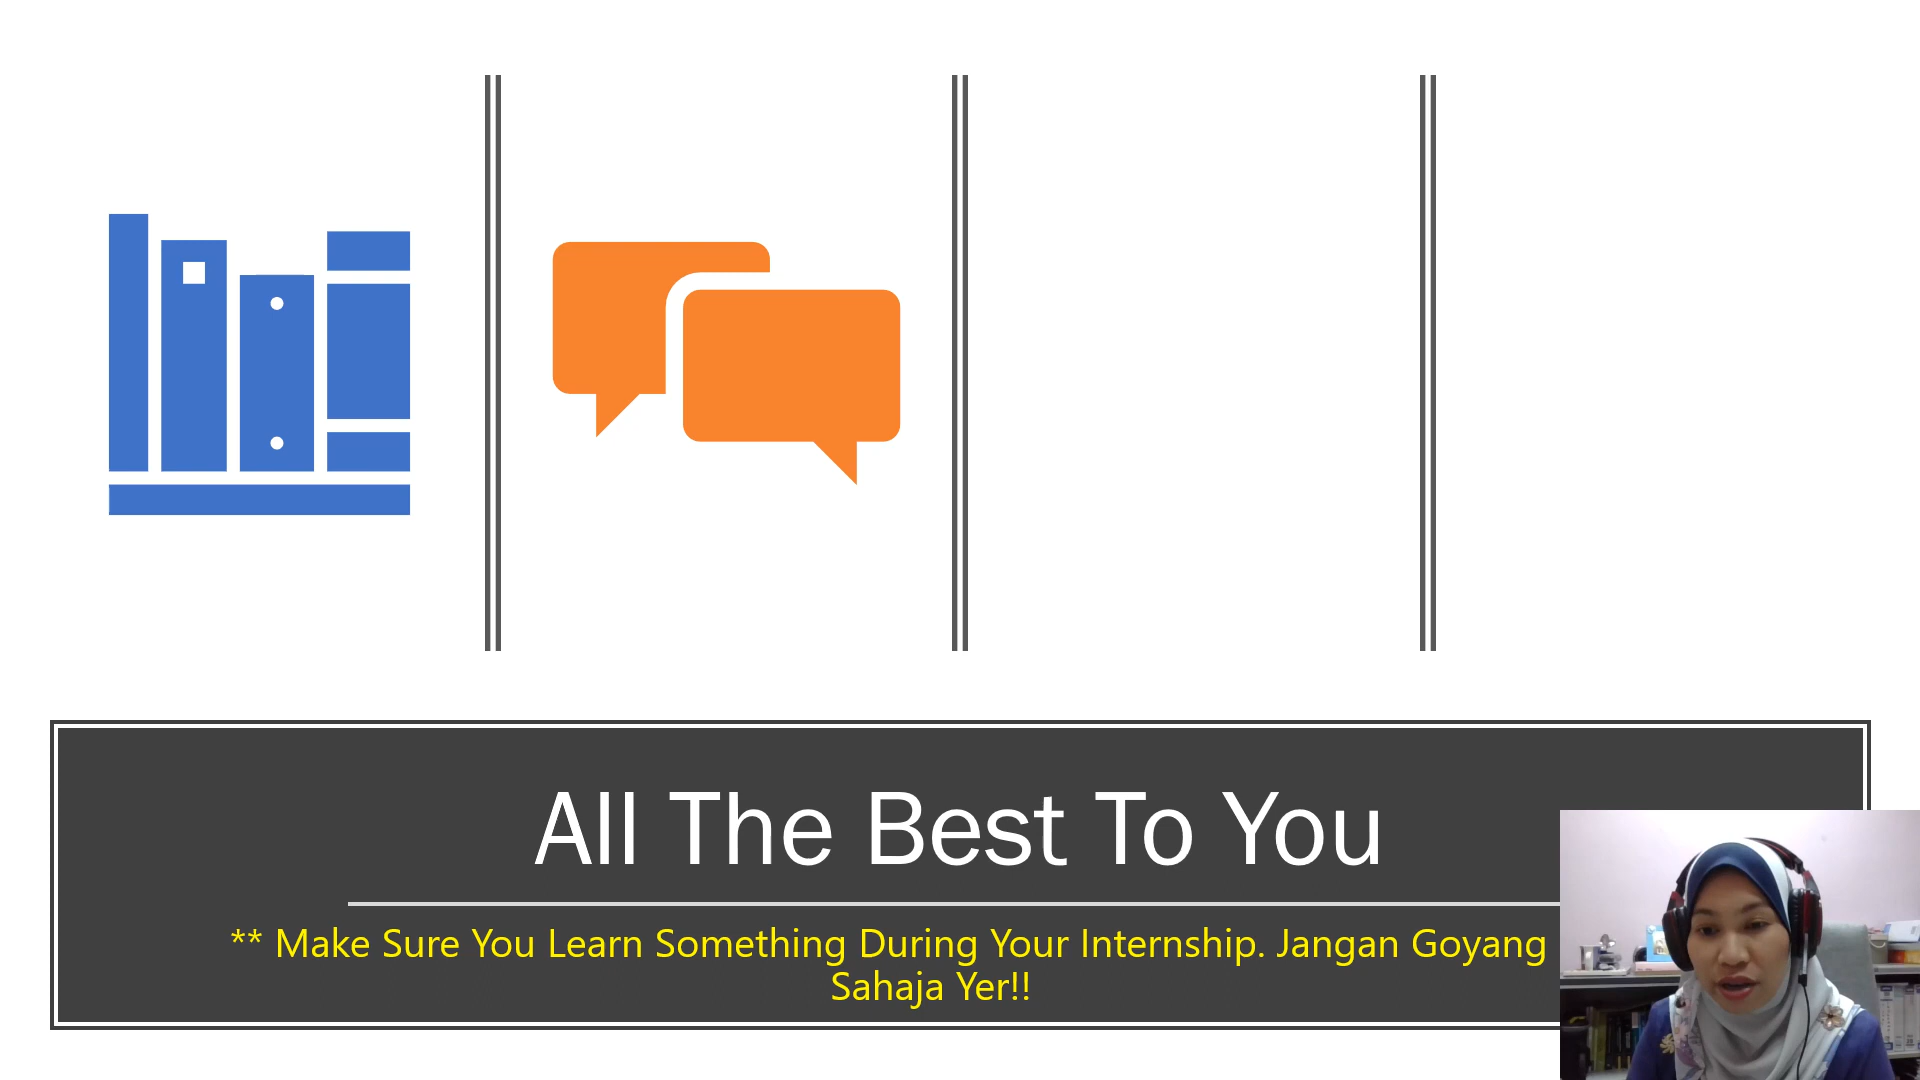 All The Best To You
** Make Sure You Learn Something During Your Internship. Jangan Goyang
Sahaja Yer!!